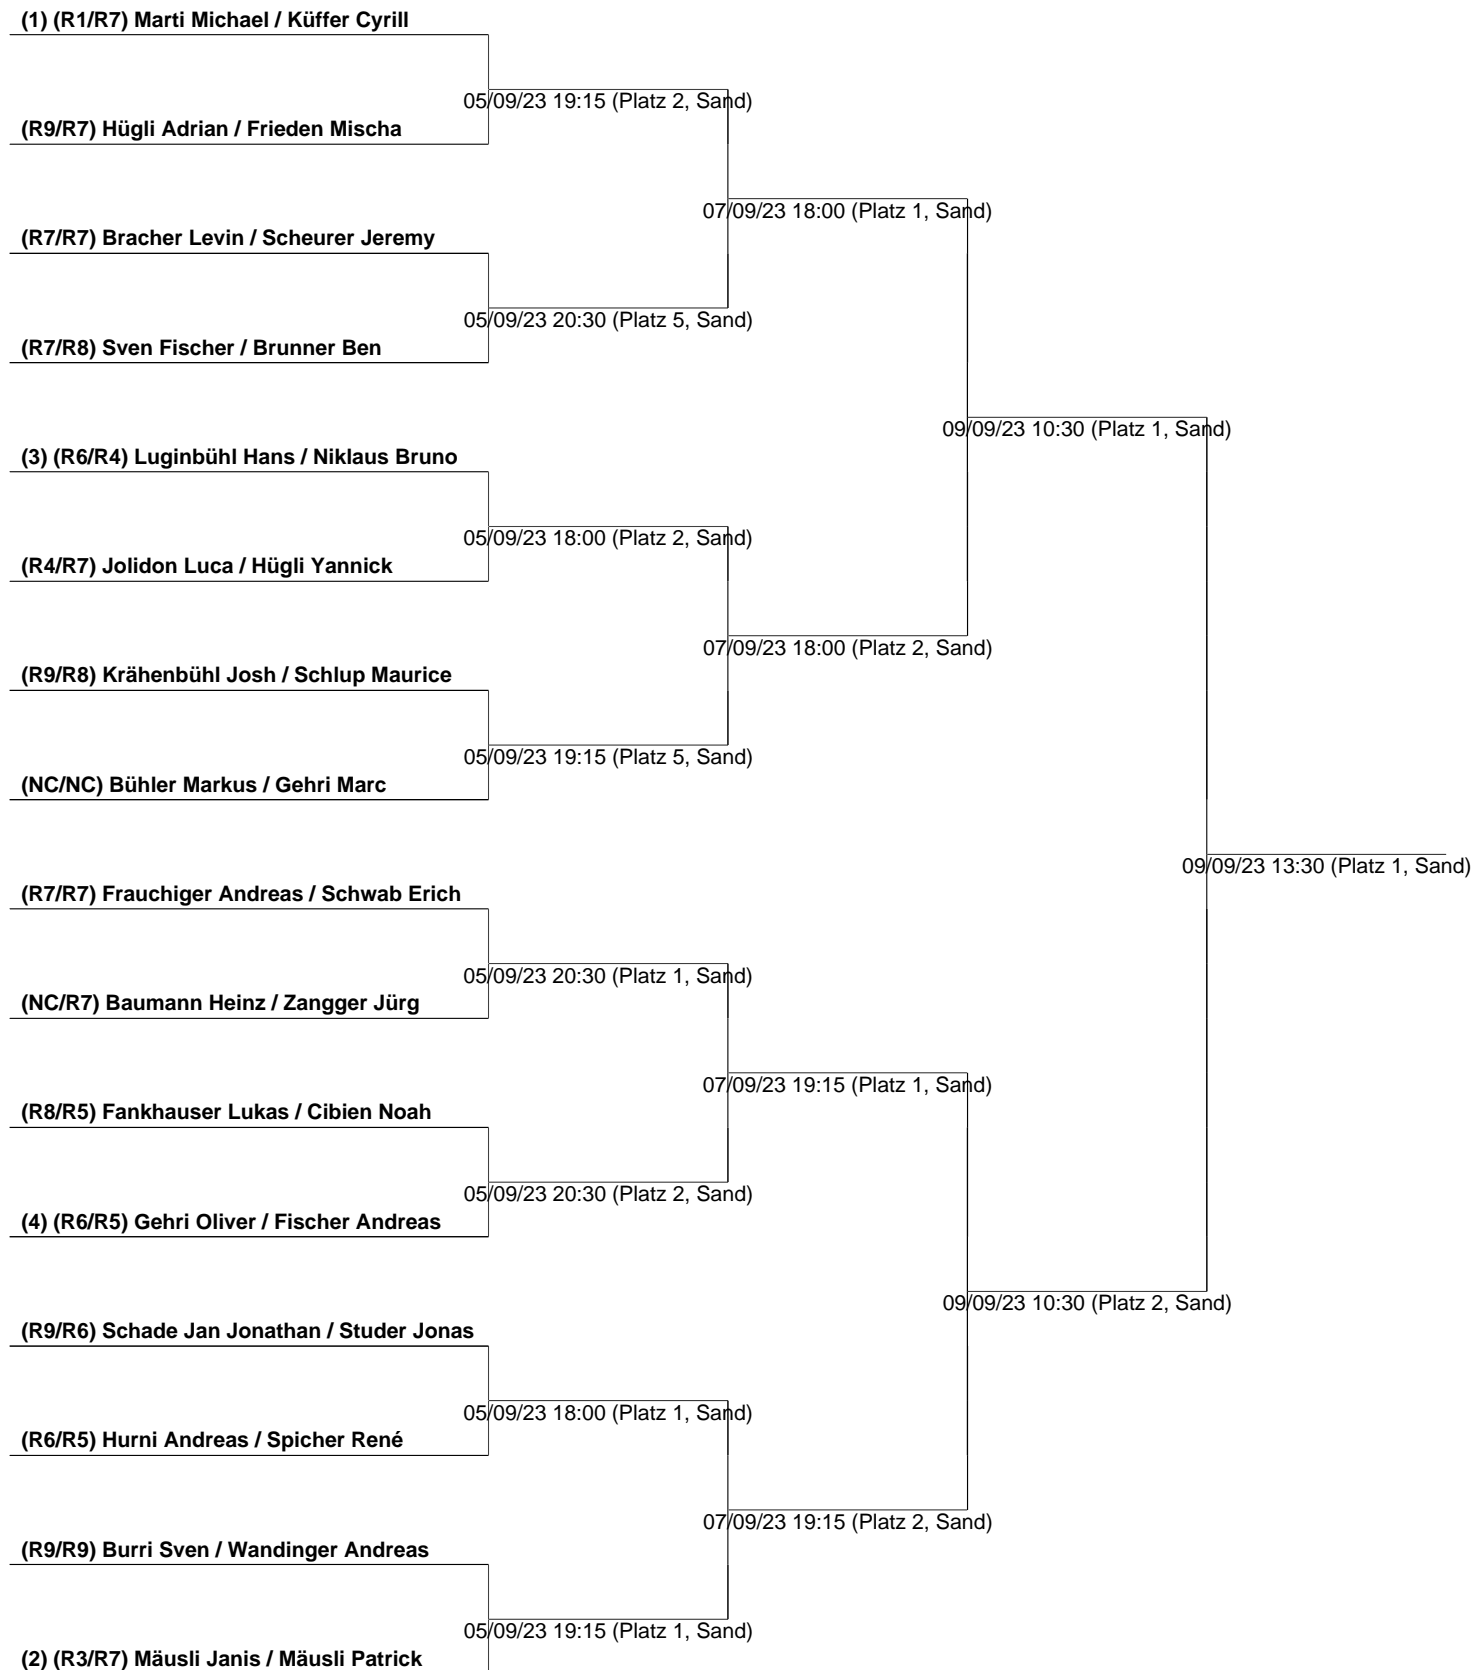 (1) (R1/R7) Marti Michael / Küffer Cyrill
05/09/23 19:15 (Platz 2, Sand)
(R9/R7) Hügli Adrian / Frieden Mischa
07/09/23 18:00 (Platz 1, Sand)
(R7/R7) Bracher Levin / Scheurer Jeremy
05/09/23 20:30 (Platz 5, Sand)
(R7/R8) Sven Fischer / Brunner Ben
09/09/23 10:30 (Platz 1, Sand)
(3) (R6/R4) Luginbühl Hans / Niklaus Bruno
05/09/23 18:00 (Platz 2, Sand)
(R4/R7) Jolidon Luca / Hügli Yannick
07/09/23 18:00 (Platz 2, Sand)
(R9/R8) Krähenbühl Josh / Schlup Maurice
05/09/23 19:15 (Platz 5, Sand)
(NC/NC) Bühler Markus / Gehri Marc
09/09/23 13:30 (Platz 1, Sand)
(R7/R7) Frauchiger Andreas / Schwab Erich
05/09/23 20:30 (Platz 1, Sand)
(NC/R7) Baumann Heinz / Zangger Jürg
07/09/23 19:15 (Platz 1, Sand)
(R8/R5) Fankhauser Lukas / Cibien Noah
05/09/23 20:30 (Platz 2, Sand)
(4) (R6/R5) Gehri Oliver / Fischer Andreas
09/09/23 10:30 (Platz 2, Sand)
(R9/R6) Schade Jan Jonathan / Studer Jonas
05/09/23 18:00 (Platz 1, Sand)
(R6/R5) Hurni Andreas / Spicher René
07/09/23 19:15 (Platz 2, Sand)
(R9/R9) Burri Sven / Wandinger Andreas
05/09/23 19:15 (Platz 1, Sand)
(2) (R3/R7) Mäusli Janis / Mäusli Patrick